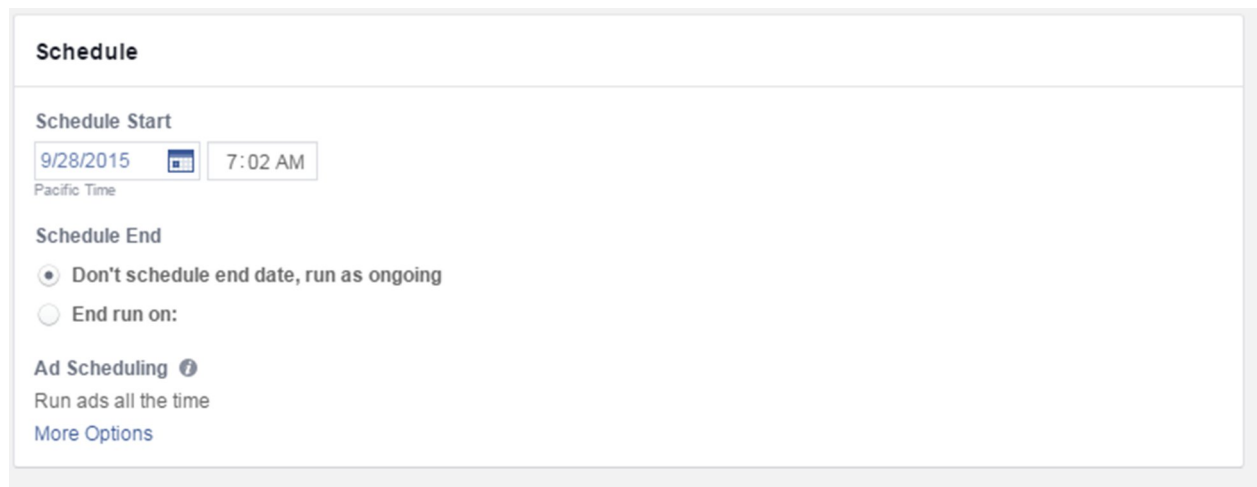 Schedule
Schedule Start
9/28/2015 7:02 AM
Pacific Time
Schedule End
Don't schedule end date, run as ongoing
End run on:
Ad Scheduling i
Run ads all the time
More Options